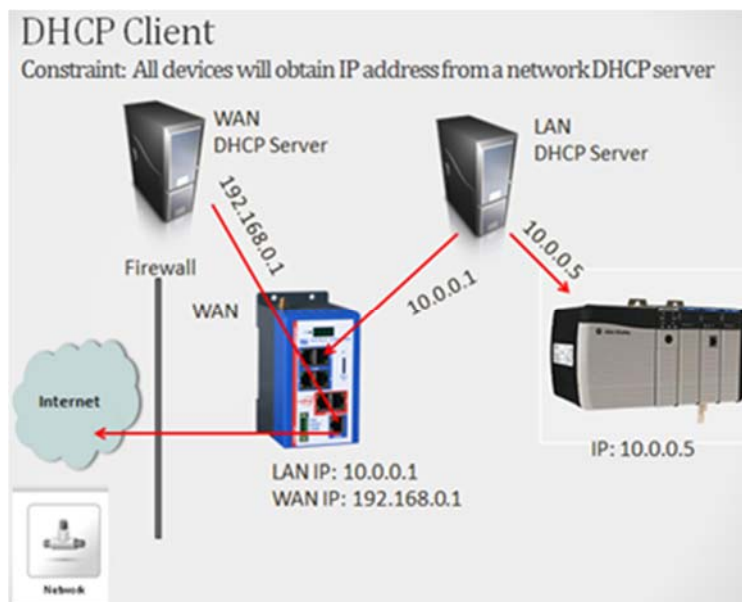 DHCP Client
Constraint: All devices will obtain IP address from a network DHCP server
WAN
DHCP Server
LAN
DHCP Server
192.168.0.1
10.0.0.1
10.0.0.5
Firewall
WAN
Internet
IP: 10.0.0.5
LAN IP: 10.0.0.1
WAN IP: 192.168.0.1
Network